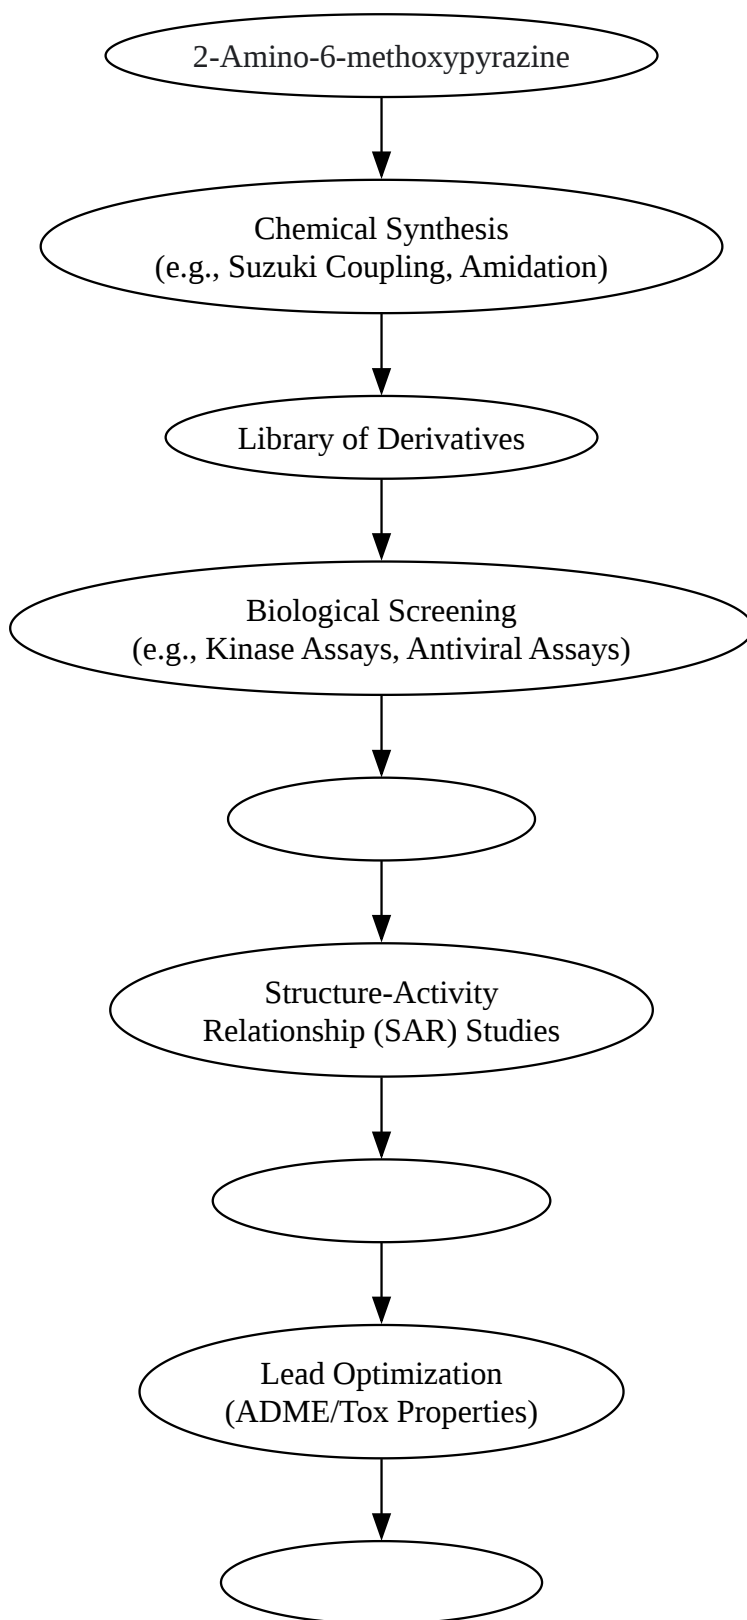 2-Amino-6-methoxypyrazine
Chemical Synthesis
(e.g., Suzuki Coupling, Amidation)
Library of Derivatives
Biological Screening
(e.g., Kinase Assays, Antiviral Assays)
Structure-Activity
Relationship (SAR) Studies
Lead Optimization
(ADME/Tox Properties)